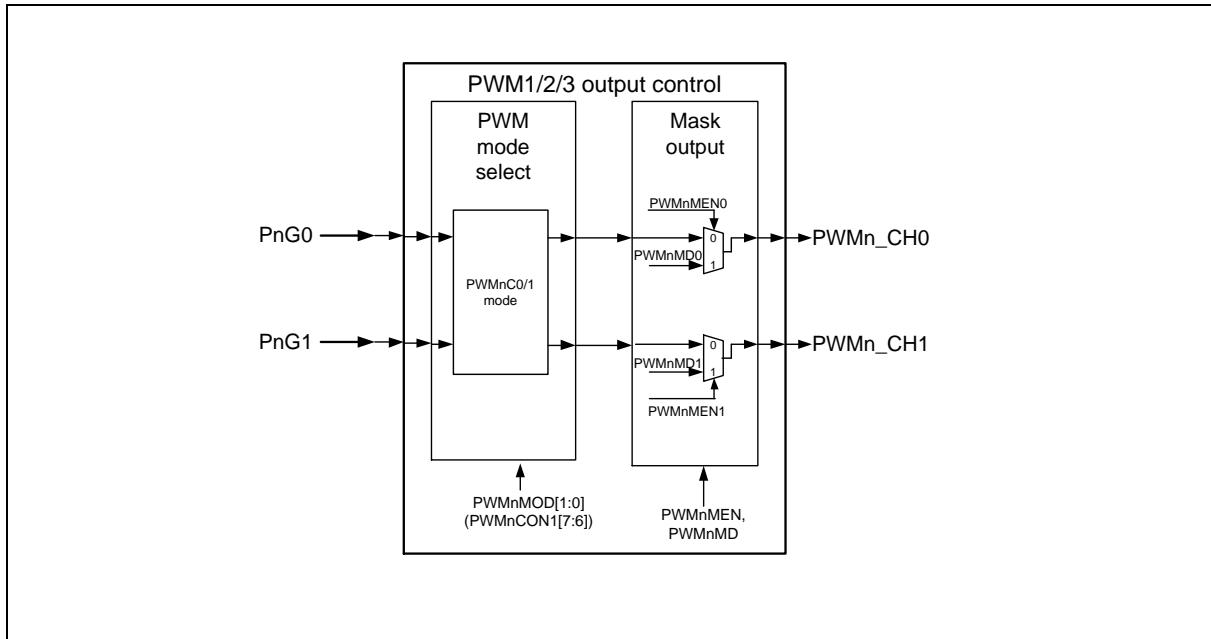 PWM1/2/3 output control
PWM
mode
select
Mask
output
PnG0
PnG1
PWMnC0/1
mode
PWMnMEN0
0
PWMnMD0
1
PWMn_CH0
0
PWMnMD1
1
PWMnMEN1
PWMn_CH1
PWMnMOD[1:0]
(PWMnCON1[7:6])
PWMnMEN,
PWMnMD